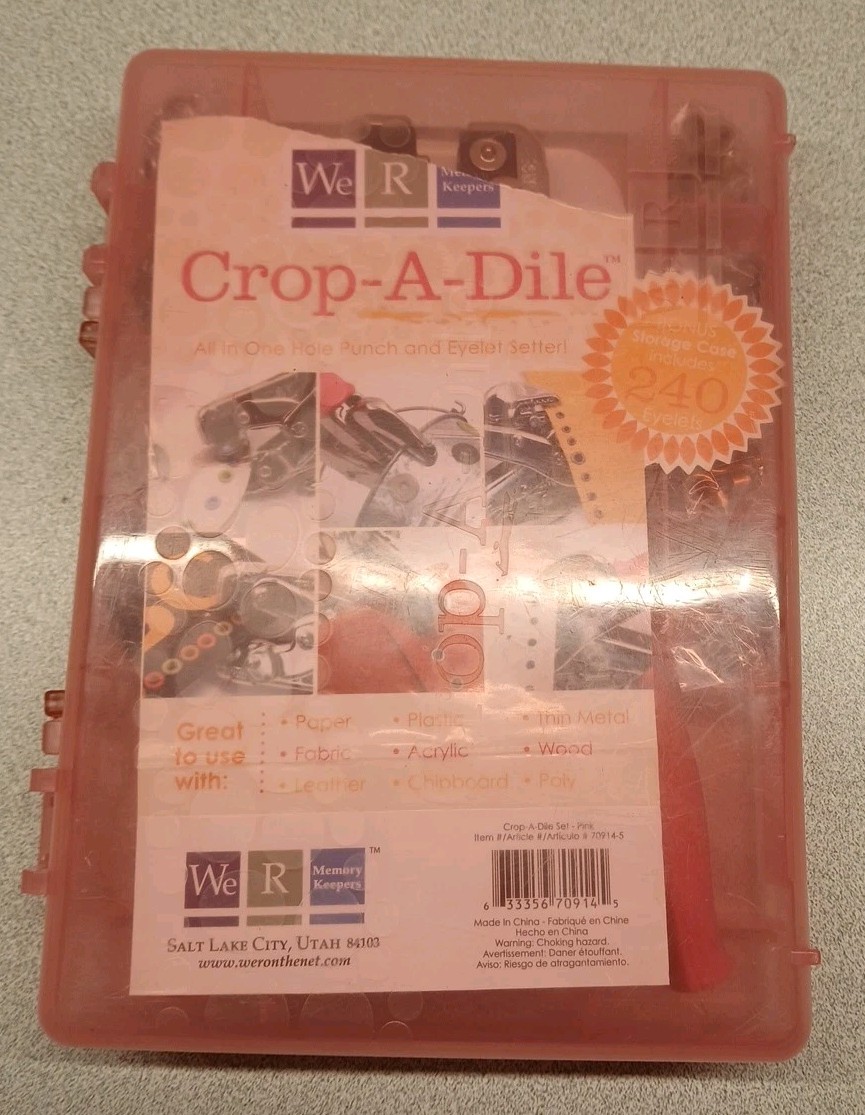 We R Memory
Keepers
Crop-A-Dile™
All in One Hole Punch and Eyelet Setter!
BONUS
Storage Case
includes
240
Eyelets
Great
to use
with:
• Paper • Plastic • Thin Metal
• Fabric • Acrylic • Wood
• Leather • Chipboard • Poly
Crop-A-Dile Set - Pink
Item #/Article #/Artículo # 70914-5
We R Memory
Keepers ™
6 33356 70914 5
SALT LAKE CITY, UTAH 84103
www.weronthenet.com
Made In China - Fabriqué en Chine
Hecho en China
Warning: Choking hazard.
Avertissement: Daner étouffant.
Aviso: Riesgo de atragantamiento.